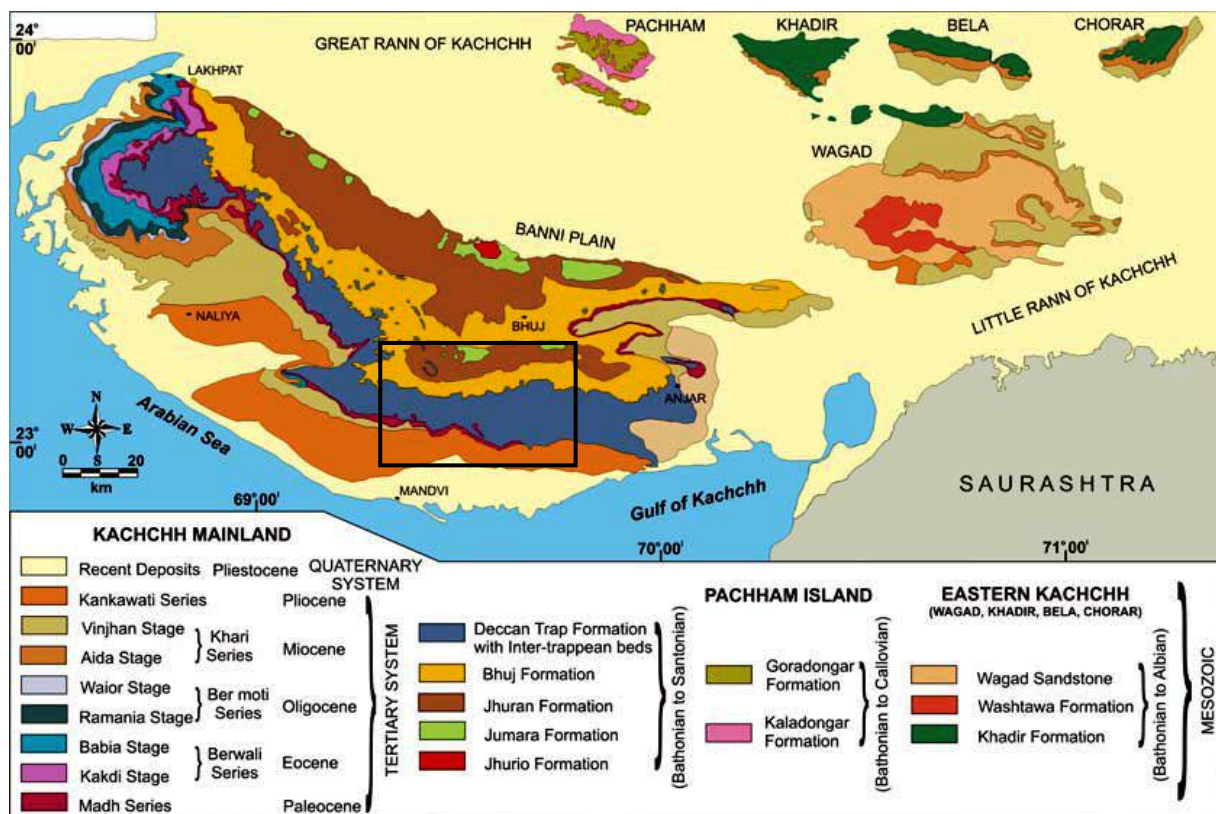 24°
00'
GREAT RANN OF KACHCHH
PACHHAM
KHADIR
BELA
CHORAR
LAKHPAT
WAGAD
BANNI PLAIN
LITTLE RANN OF KACHCHH
NALIYA
BHUJ
ANJAR
N
W E
S
0 20
km
23°
00'
Arabian Sea
MANDVI
Gulf of Kachchh
SAURASHTRA
69°00'
70°00'
71°00'
KACHCHH MAINLAND
Recent Deposits Pliestocene QUATERNARY SYSTEM
Kankawati Series Pliocene
Vinjhan Stage
Khari Series Miocene
Aida Stage
Waior Stage
Ber moti Series Oligocene
Ramania Stage
Babia Stage
Berwali Series Eocene
Kakdi Stage
Madh Series Paleocene
TERTIARY SYSTEM
Deccan Trap Formation
with Inter-trappean beds
Bhuj Formation
Jhuran Formation
Jumara Formation
Jhurio Formation
(Bathonian to Santonian)
PACHHAM ISLAND
Goradongar
Formation
Kaladongar
Formation
(Bathonian to Callovian)
EASTERN KACHCHH
(WAGAD, KHADIR, BELA, CHORAR)
Wagad Sandstone
Washtawa Formation
Khadir Formation
(Bathonian to Albian)
MESOZOIC